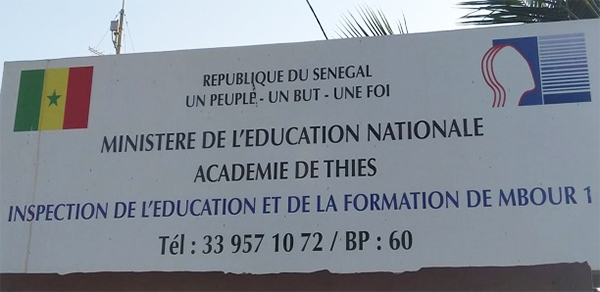 REPUBLIQUE DU SENEGAL
UN PEUPLE - UN BUT - UNE FOI
MINISTERE DE L'EDUCATION NATIONALE
ACADEMIE DE THIES
INSPECTION DE L'EDUCATION ET DE LA FORMATION DE MBOUR 1
Tél : 33 957 10 72 / BP : 60